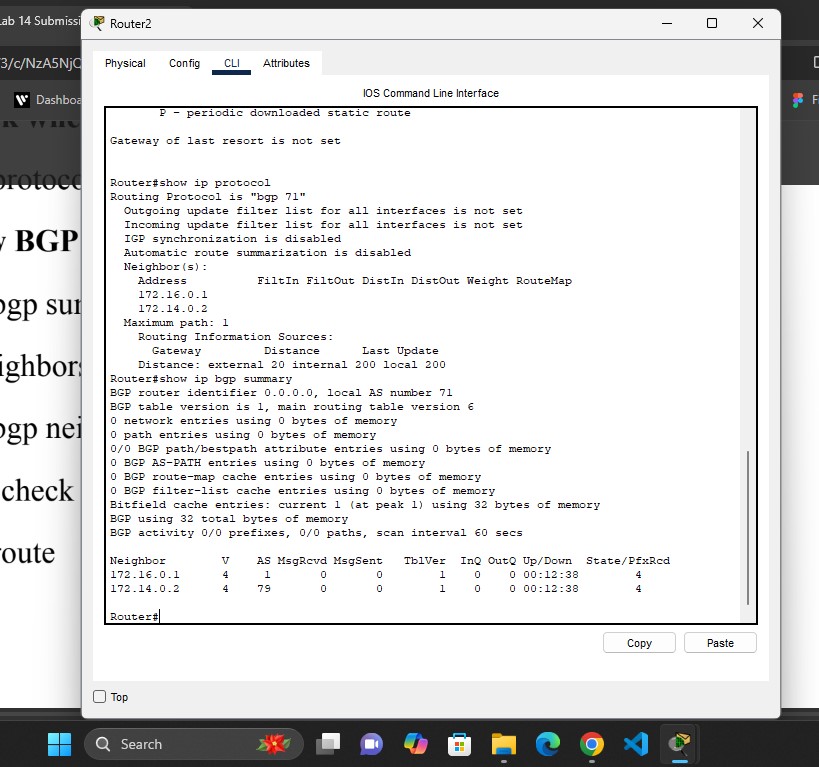 Lab 14 Submissi
Router2
3/c/NzA5NjC
Dashboa
Physical Config CLI Attributes
IOS Command Line Interface
P - periodic downloaded static route
Gateway of last resort is not set
Router#show ip protocol
Routing Protocol is "bgp 71"
Outgoing update filter list for all interfaces is not set
Incoming update filter list for all interfaces is not set
IGP synchronization is disabled
Automatic route summarization is disabled
Neighbor(s):
Address FiltIn FiltOut DistIn DistOut Weight RouteMap
172.16.0.1
172.14.0.2
Maximum path: 1
Routing Information Sources:
Gateway Distance Last Update
Distance: external 20 internal 200 local 200
Router#show ip bgp summary
BGP router identifier 0.0.0.0, local AS number 71
BGP table version is 1, main routing table version 6
0 network entries using 0 bytes of memory
0 path entries using 0 bytes of memory
0/0 BGP path/bestpath attribute entries using 0 bytes of memory
0 BGP AS-PATH entries using 0 bytes of memory
0 BGP route-map cache entries using 0 bytes of memory
0 BGP filter-list cache entries using 0 bytes of memory
Bitfield cache entries: current 1 (at peak 1) using 32 bytes of memory
BGP using 32 total bytes of memory
BGP activity 0/0 prefixes, 0/0 paths, scan interval 60 secs
Neighbor V AS MsgRcvd MsgSent TblVer InQ OutQ Up/Down State/PfxRcd
172.16.0.1 4 1 0 0 1 0 0 00:12:38 4
172.14.0.2 4 79 0 0 1 0 0 00:12:38 4
Router#
Copy Paste
Top
protoco
y BGP
bgp sur
ighbors
bgp nei
check
route
Search